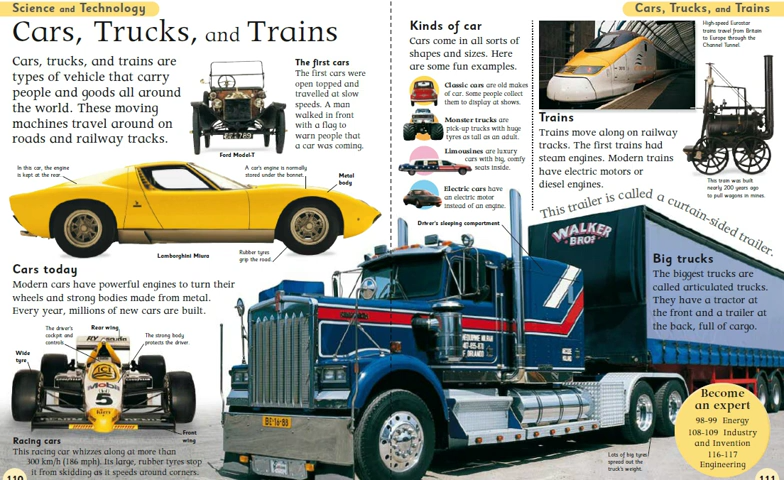 Science and Technology
Cars, Trucks, and Trains
Cars, trucks, and trains are
types of vehicle that carry
people and goods all around
the world. These moving
machines travel around on
roads and railway tracks.
Ford Model-T
The first cars
The first cars were
open topped and
travelled at slow
speeds. A man
walked in front
with a flag to
warn people that
a car was coming.
In this car, the engine
is kept at the rear.
A car's engine is normally
stored under the bonnet.
Metal
body
Lamborghini Miura
Rubber tyres
grip the road.
Cars today
Modern cars have powerful engines to turn their
wheels and strong bodies made from metal.
Every year, millions of new cars are built.
The driver's
cockpit and
controls
Rear wing
The strong body
protects the driver.
Wide
tyre
ICI
Mobil
5
Front
wing
Racing cars
This racing car whizzes along at more than
300 km/h (186 mph). Its large, rubber tyres stop
it from skidding as it speeds around corners.
110
Cars, Trucks, and Trains
Kinds of car
Cars come in all sorts of
shapes and sizes. Here
are some fun examples.
Classic cars are old makes
of car. Some people collect
them to display at shows.
Monster trucks are
pick-up trucks with huge
tyres as tall as an adult.
Limousines are luxury
cars with big, comfy
seats inside.
Electric cars have
an electric motor
instead of an engine.
High-speed Eurostar
trains travel from Britain
to Europe through the
Channel Tunnel.
Trains
Trains move along on railway
tracks. The first trains had
steam engines. Modern trains
have electric motors or
diesel engines.
This train was built
nearly 200 years ago
to pull wagons in mines.
This trailer is called a curtain-sided trailer.
Driver's sleeping compartment
WALKER
BROS
Big trucks
The biggest trucks are
called articulated trucks.
They have a tractor at
the front and a trailer at
the back, full of cargo.
Lots of big tyres
spread out the
truck's weight.
Become
an expert
98-99 Energy
108-109 Industry
and Invention
116-117
Engineering
111